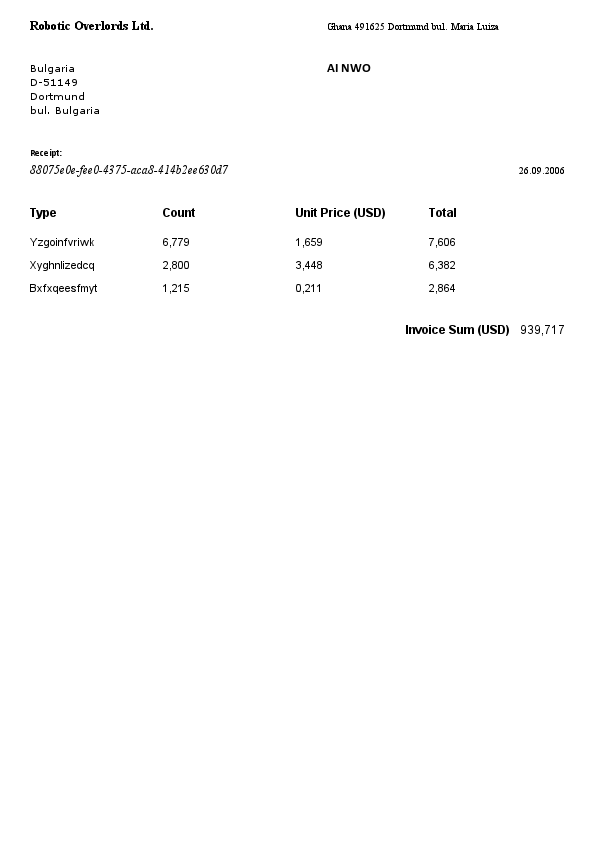 Robotic Overlords Ltd.
Ghana 491625 Dortmund bul. Maria Luiza
Bulgaria
D-51149
Dortmund
bul. Bulgaria
AI NWO
Receipt:
88075e0e-fee0-4375-aca8-414b2ee630d7
26.09.2006
Type Count Unit Price (USD) Total
Yzgoinfvriwk 6,779 1,659 7,606
Xyghnlizedcq 2,800 3,448 6,382
Bxfxqeesfmyt 1,215 0,211 2,864
Invoice Sum (USD) 939,717